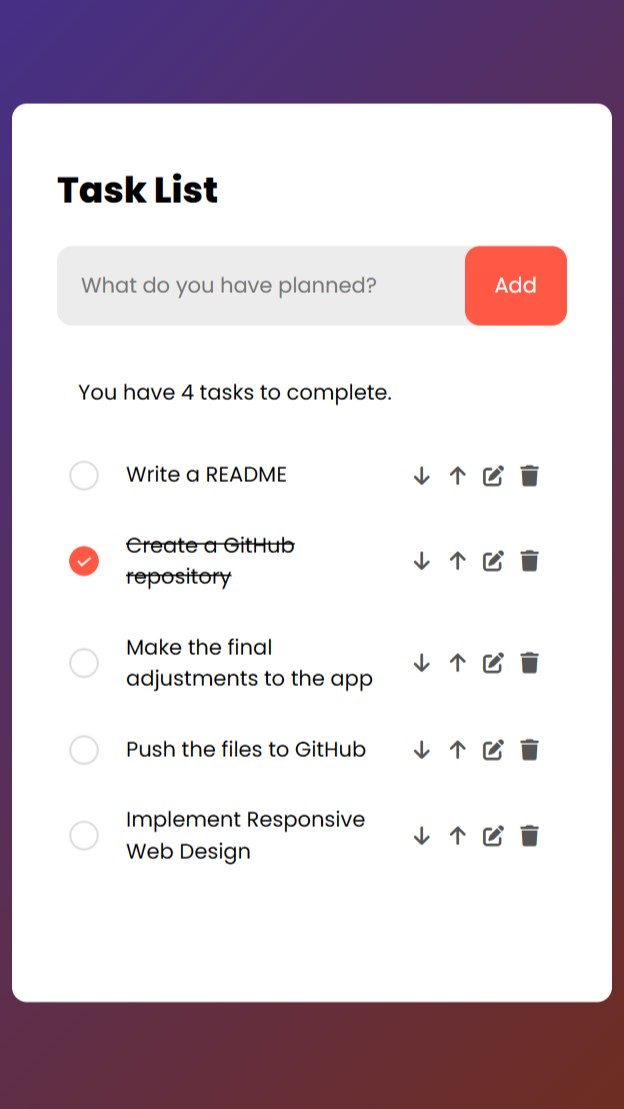 Task List
What do you have planned?
Add
You have 4 tasks to complete.
Write a README
Create a GitHub
repository
Make the final
adjustments to the app
Push the files to GitHub
Implement Responsive
Web Design